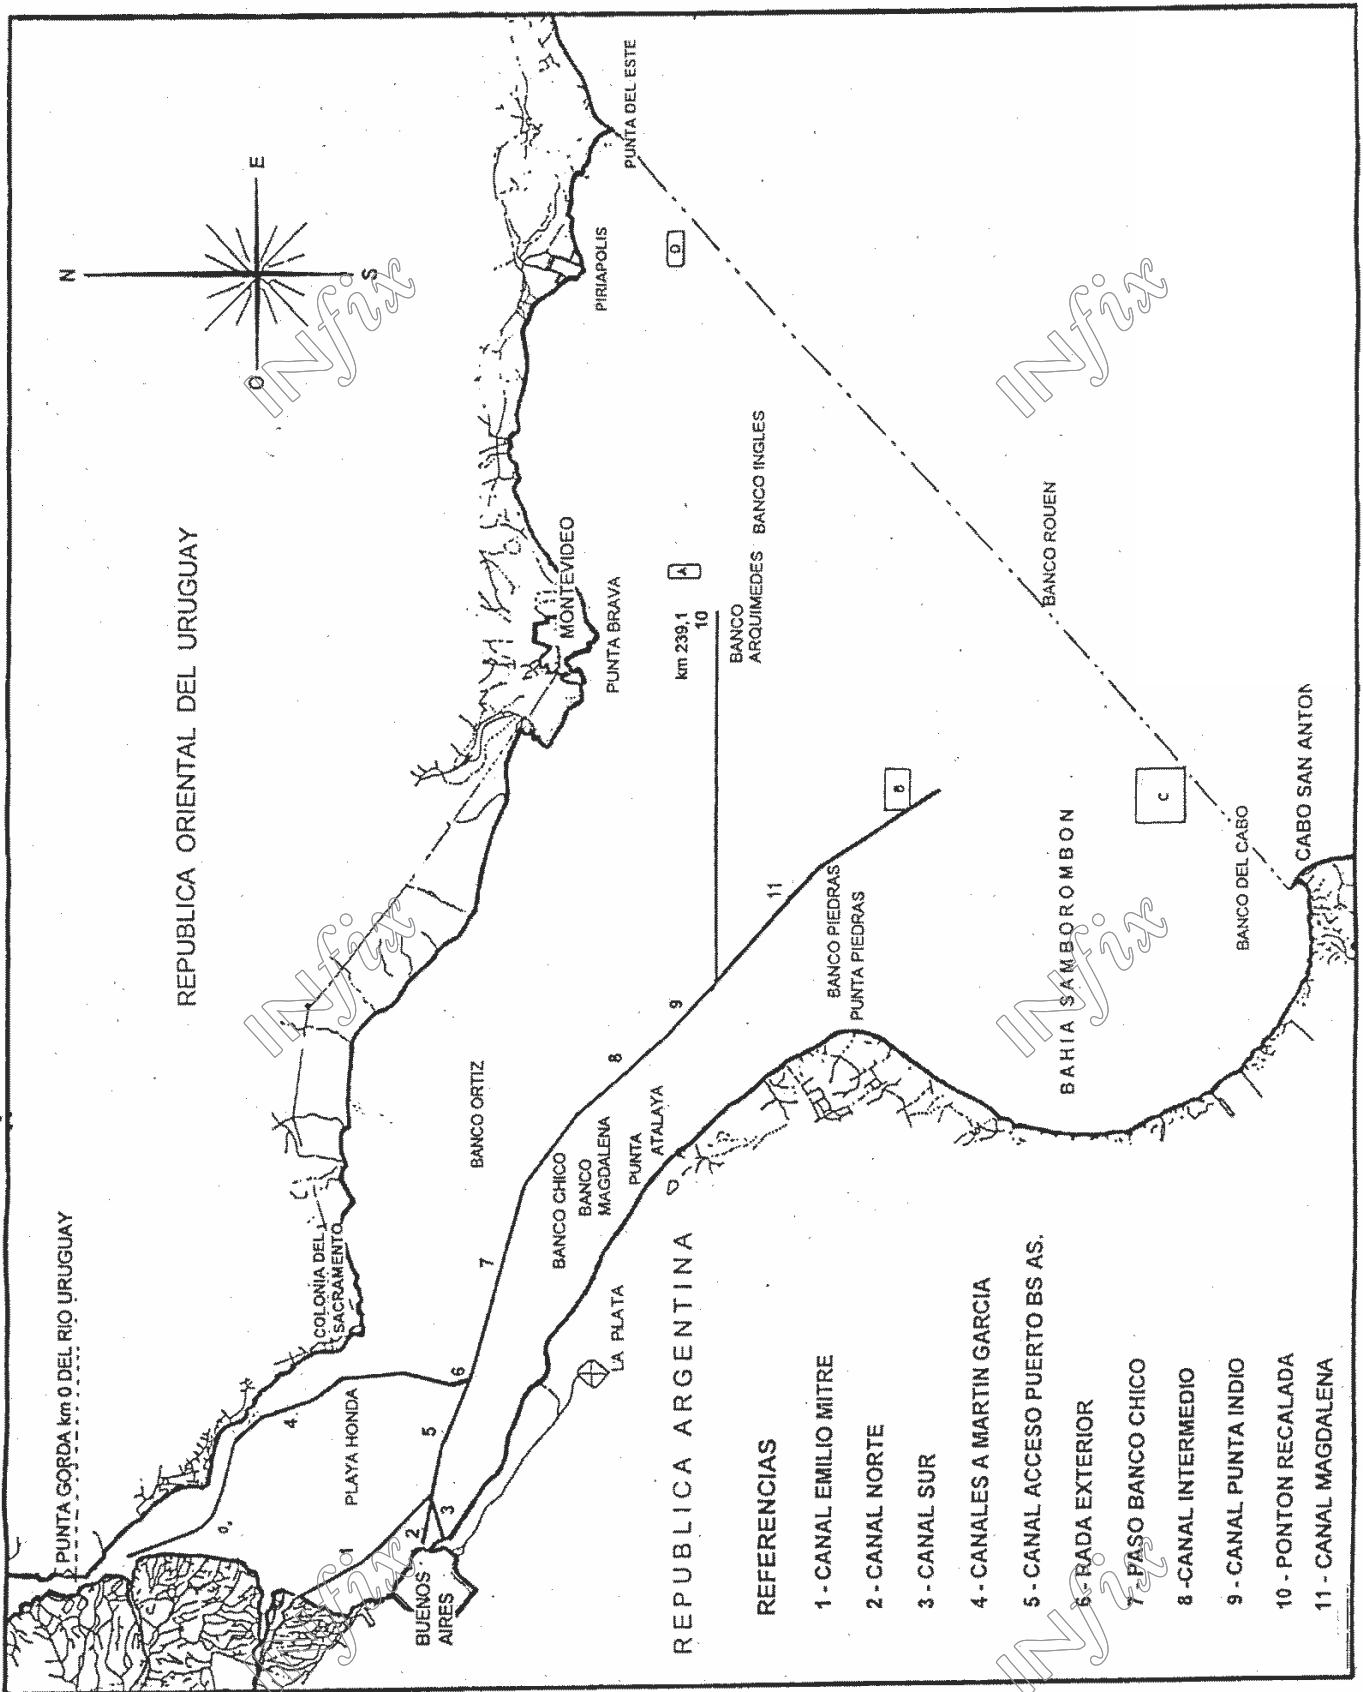 REPUBLICA ORIENTAL DEL URUGUAY
N
O
E
S
PUNTA GORDA km 0 DEL RIO URUGUAY
COLONIA DEL
SACRAMENTO
PLAYA HONDA
4
1
2
3
5
6
7
8
9
11
BUENOS
AIRES
LA PLATA
BANCO ORTIZ
BANCO CHICO
BANCO
MAGDALENA
PUNTA
ATALAYA
MONTEVIDEO
PUNTA BRAVA
PIRIAPOLIS
PUNTA DEL ESTE
km 239,1
10
A
D
BANCO
ARQUIMEDES
BANCO INGLES
BANCO PIEDRAS
PUNTA PIEDRAS
B
BANCO ROUEN
C
BAHIA SAMBOROMBON
BANCO DEL CABO
CABO SAN ANTON
REPUBLICA ARGENTINA
REFERENCIAS
1 - CANAL EMILIO MITRE
2 - CANAL NORTE
3 - CANAL SUR
4 - CANALES A MARTIN GARCIA
5 - CANAL ACCESO PUERTO BS AS.
6 - RADA EXTERIOR
7 - PASO BANCO CHICO
8 -CANAL INTERMEDIO
9 - CANAL PUNTA INDIO
10 - PONTON RECALADA
11 - CANAL MAGDALENA
INfix
INfix
INfix
INfix
INfix
INfix